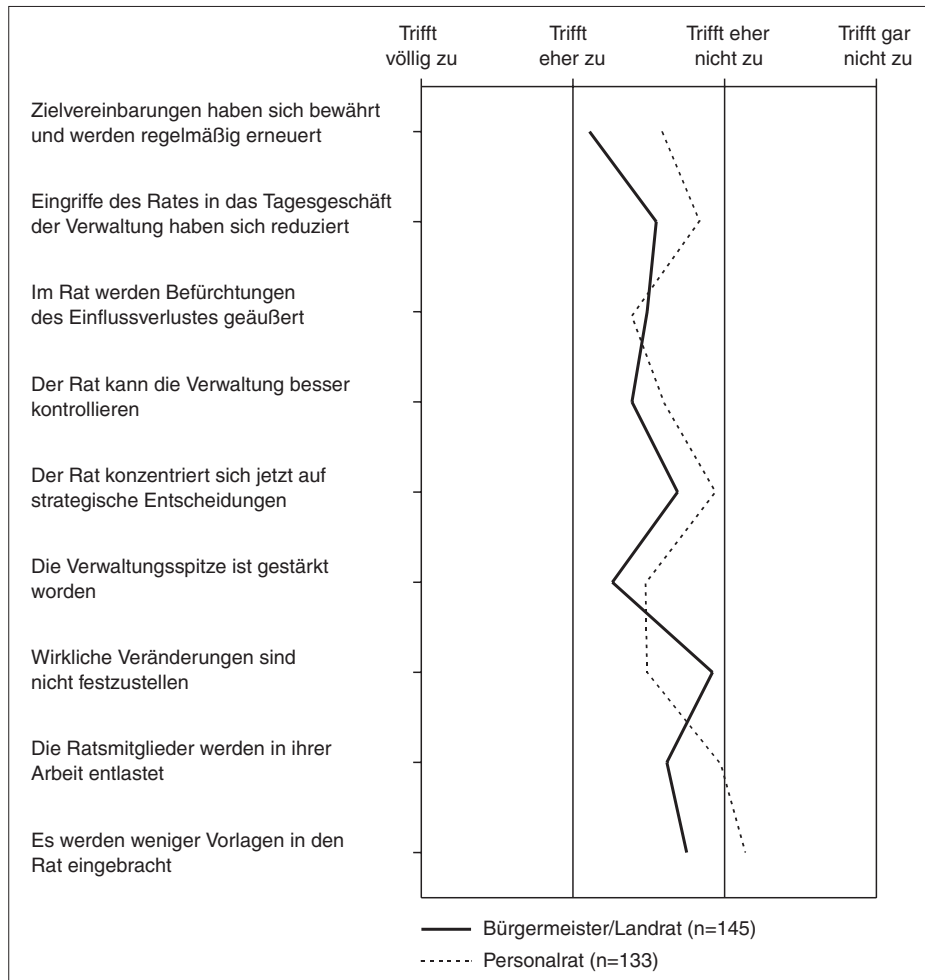 Trifft
völlig zu
Trifft
eher zu
Trifft eher
nicht zu
Trifft gar
nicht zu
Zielvereinbarungen haben sich bewährt
und werden regelmäßig erneuert
Eingriffe des Rates in das Tagesgeschäft
der Verwaltung haben sich reduziert
Im Rat werden Befürchtungen
des Einflussverlustes geäußert
Der Rat kann die Verwaltung besser
kontrollieren
Der Rat konzentriert sich jetzt auf
strategische Entscheidungen
Die Verwaltungsspitze ist gestärkt
worden
Wirkliche Veränderungen sind
nicht festzustellen
Die Ratsmitglieder werden in ihrer
Arbeit entlastet
Es werden weniger Vorlagen in den
Rat eingebracht
Bürgermeister/Landrat (n=145)
Personalrat (n=133)